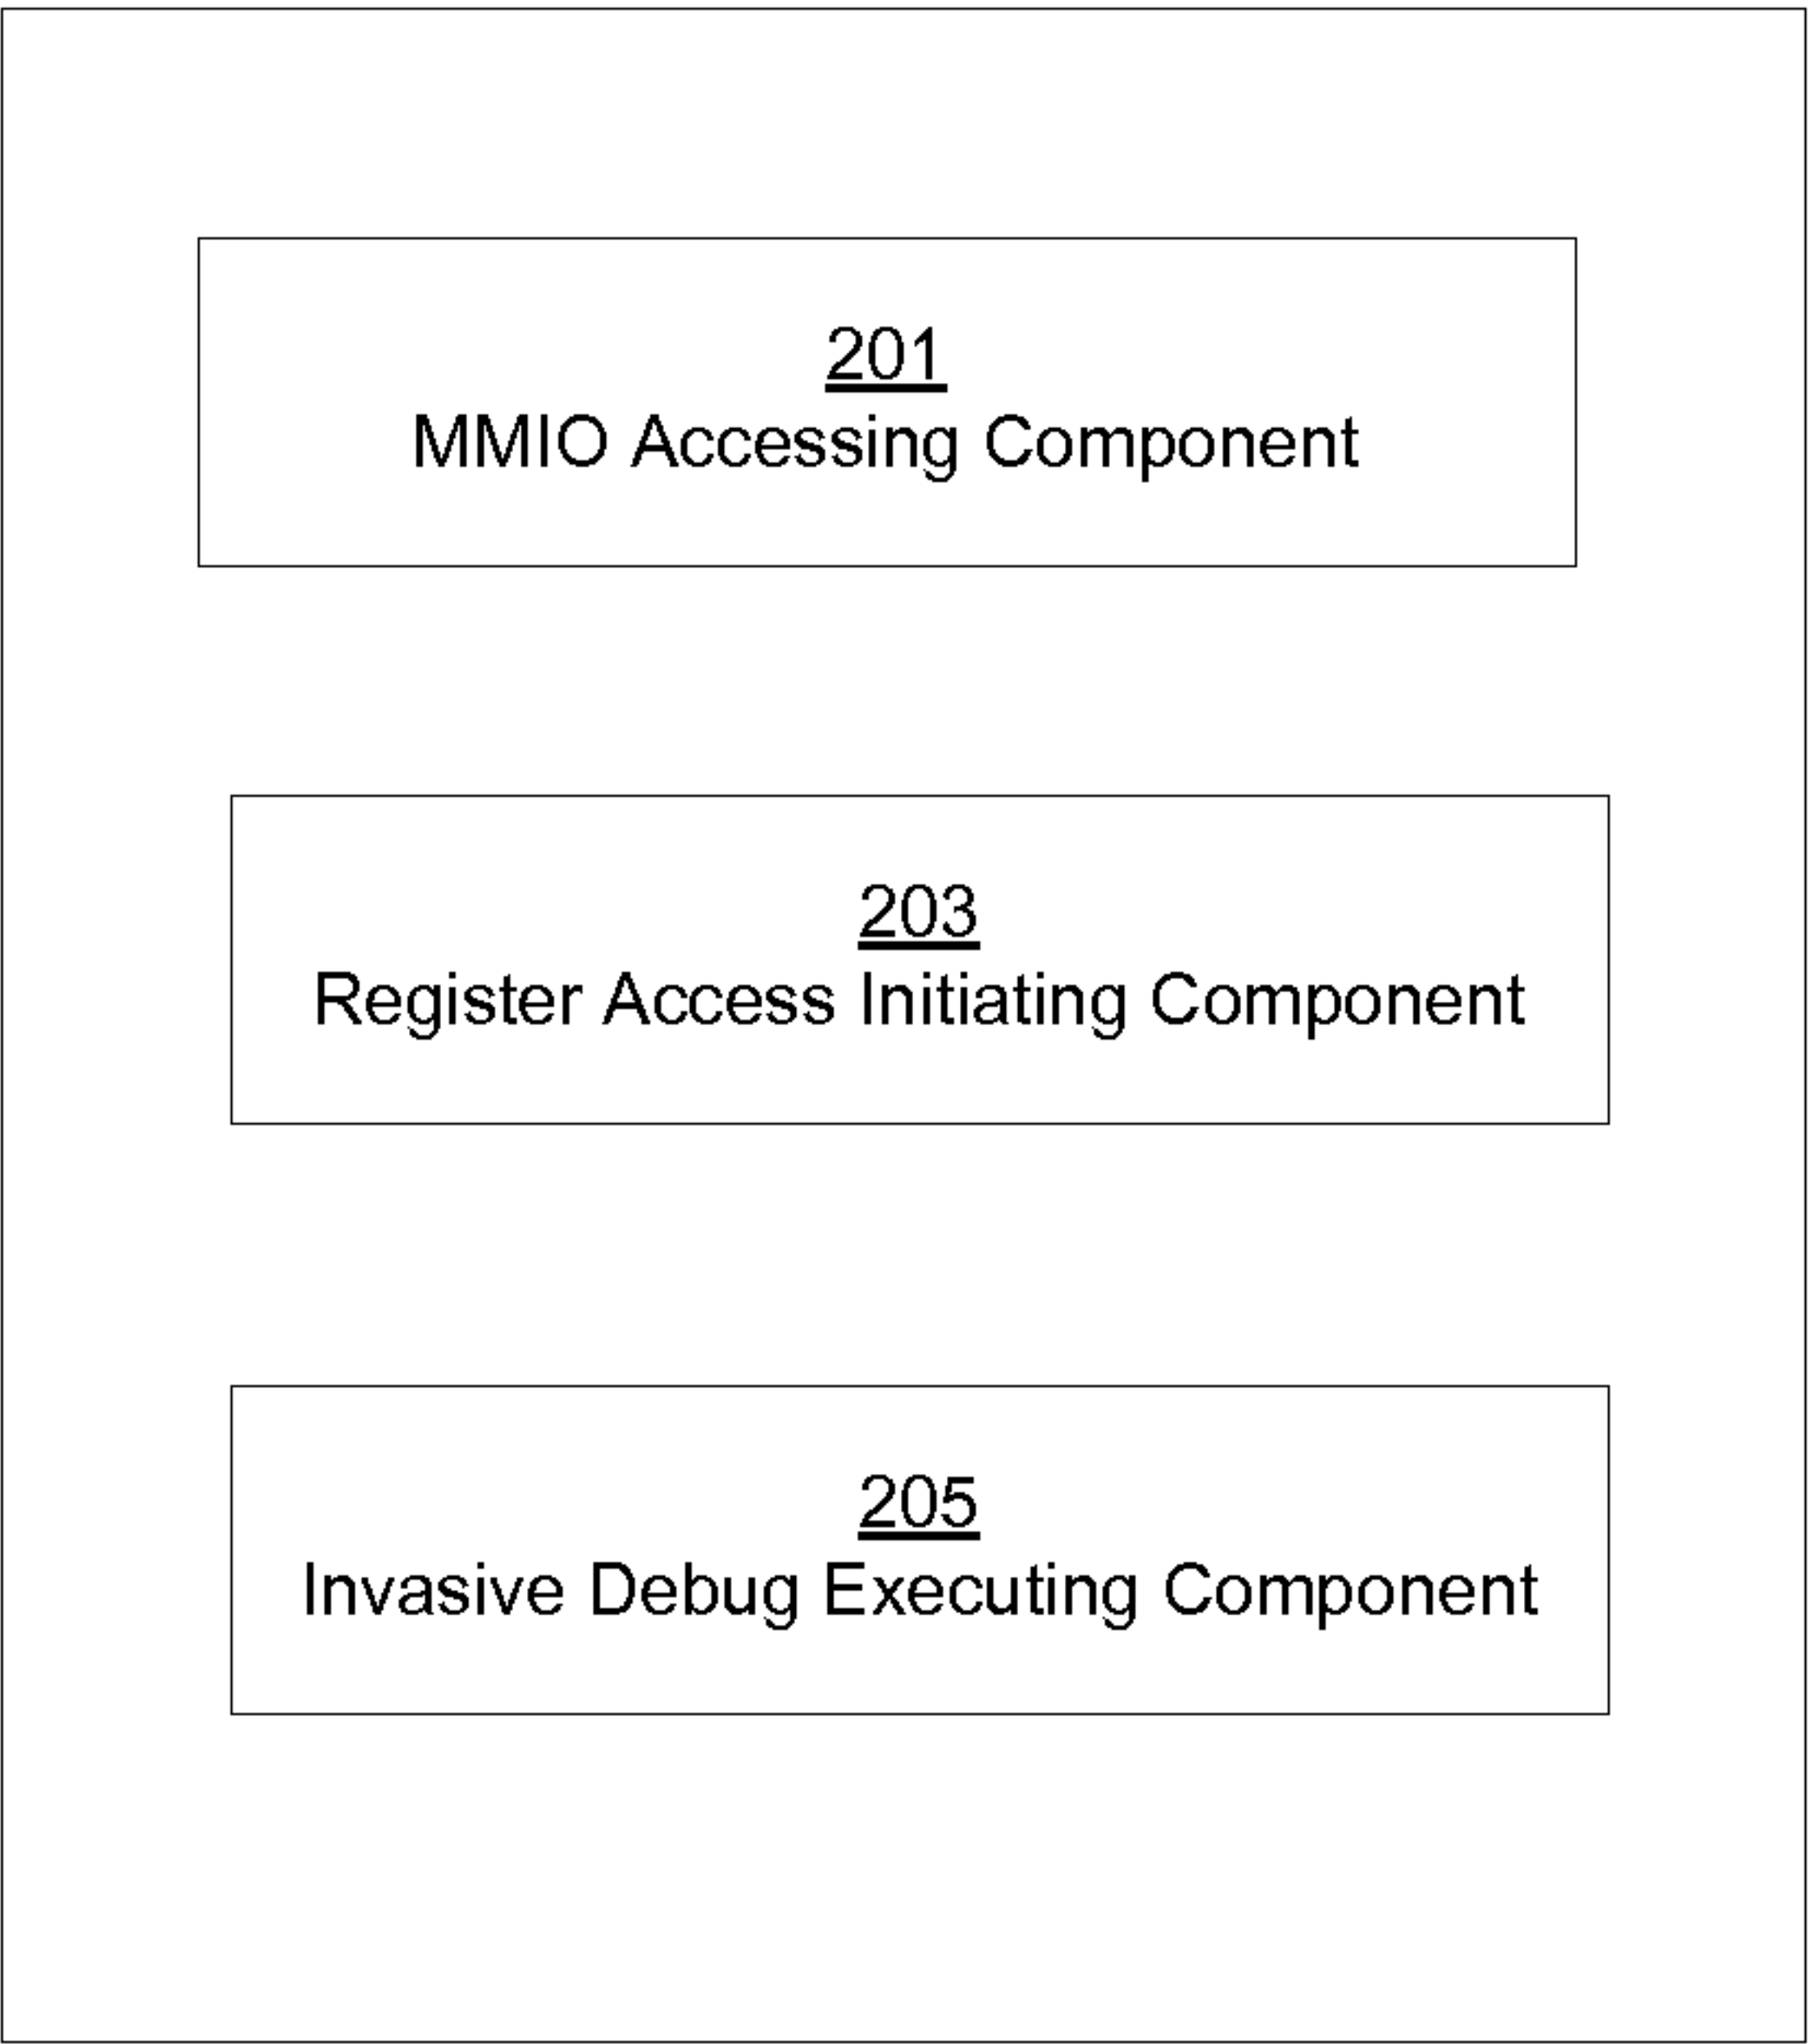 201
MMIO Accessing Component
203
Register Access Initiating Component
205
Invasive Debug Executing Component